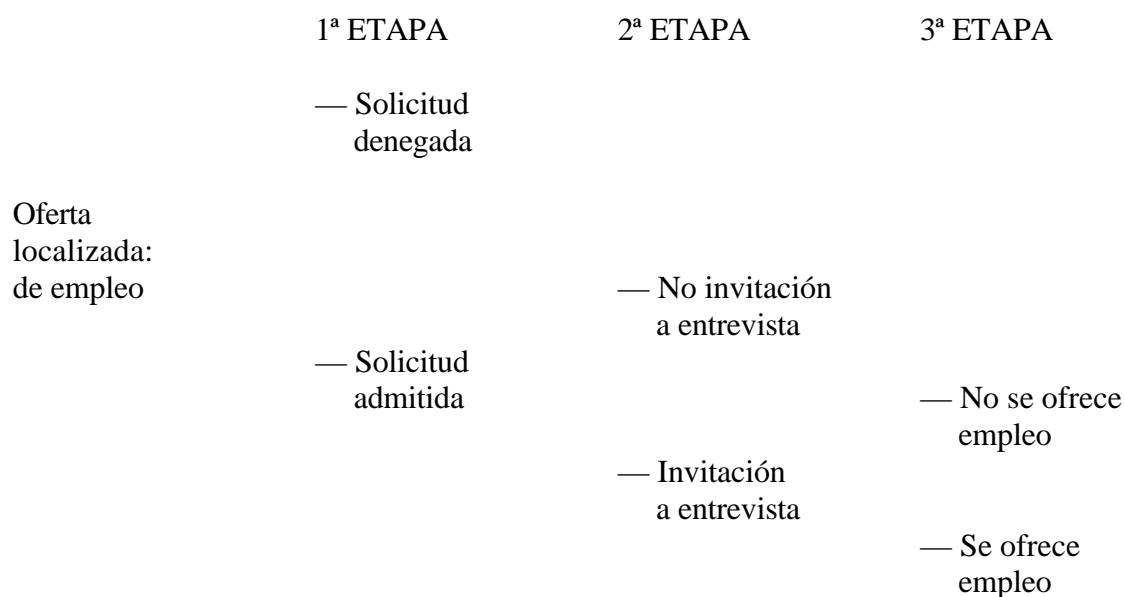 1ª ETAPA 2ª ETAPA 3ª ETAPA
— Solicitud
denegada
Oferta
localizada:
de empleo
— No invitación
a entrevista
— Solicitud
admitida
— No se ofrece
empleo
— Invitación
a entrevista
— Se ofrece
empleo